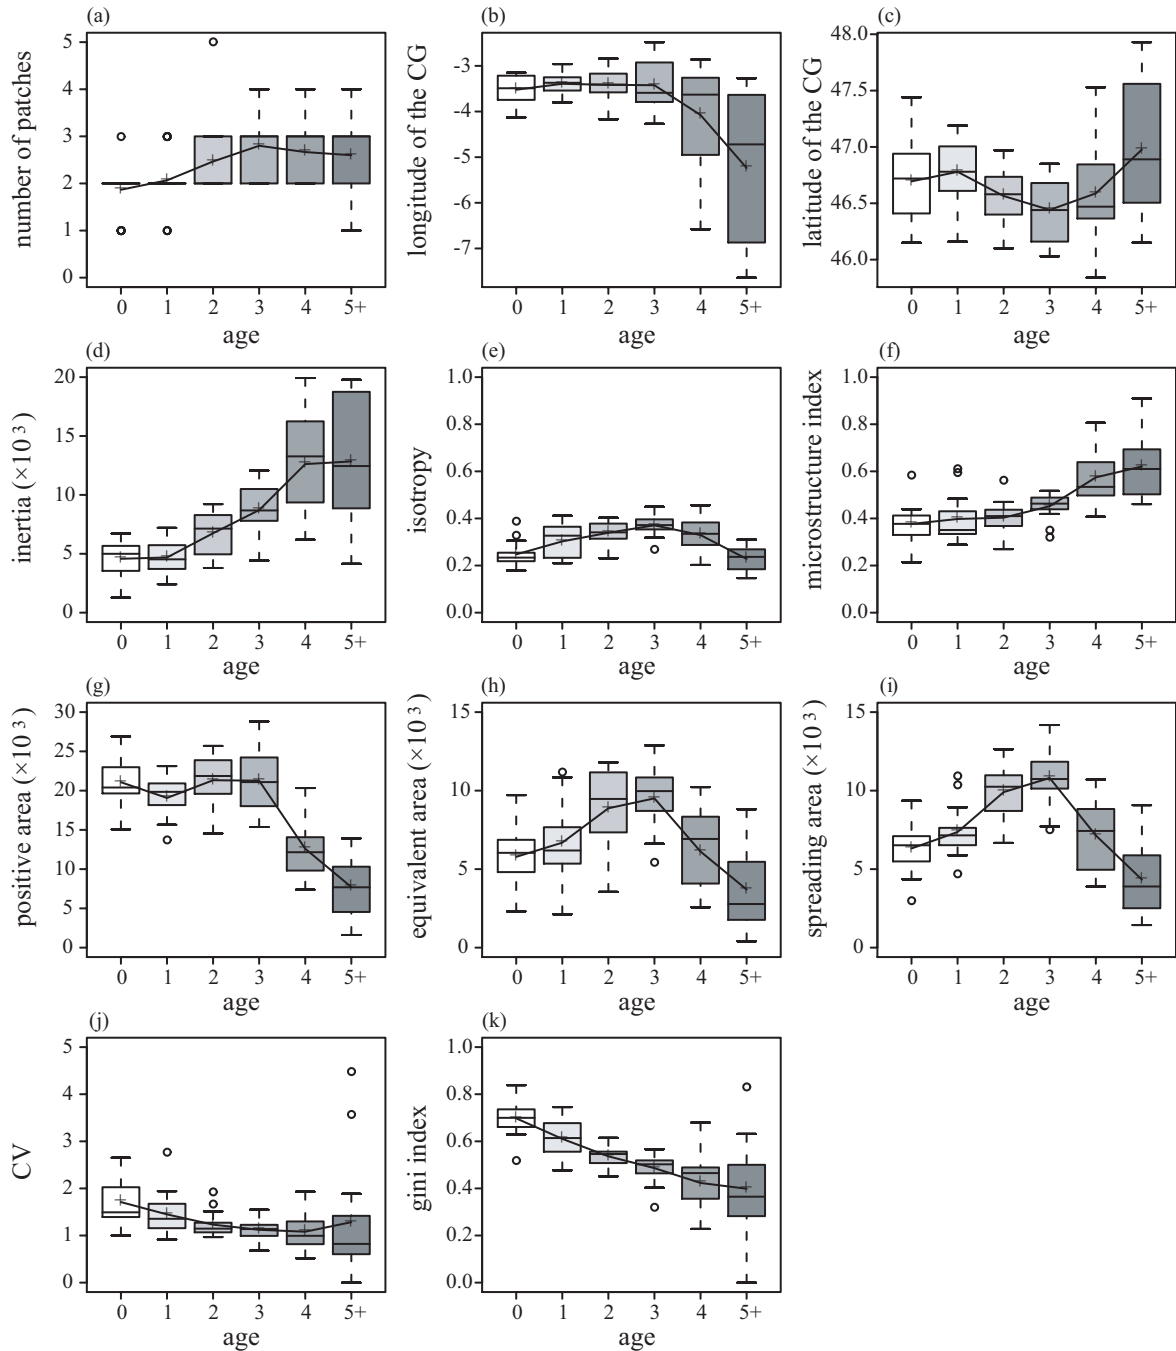 (a)
number of patches
5
4
3
2
1
0
0 1 2 3 4 5+
age
(b)
longitude of the CG
-3
-4
-5
-6
-7
0 1 2 3 4 5+
age
(c)
latitude of the CG
48.0
47.5
47.0
46.5
46.0
0 1 2 3 4 5+
age
(d)
inertia (×10 3 )
20
15
10
5
0
0 1 2 3 4 5+
age
(e)
isotropy
1.0
0.8
0.6
0.4
0.2
0.0
0 1 2 3 4 5+
age
(f)
microstructure index
1.0
0.8
0.6
0.4
0.2
0.0
0 1 2 3 4 5+
age
(g)
positive area (×10 3 )
30
25
20
15
10
5
0
0 1 2 3 4 5+
age
(h)
equivalent area (×10 3 )
15
10
5
0
0 1 2 3 4 5+
age
(i)
spreading area (×10 3 )
15
10
5
0
0 1 2 3 4 5+
age
(j)
CV
5
4
3
2
1
0
0 1 2 3 4 5+
age
(k)
gini index
1.0
0.8
0.6
0.4
0.2
0.0
0 1 2 3 4 5+
age